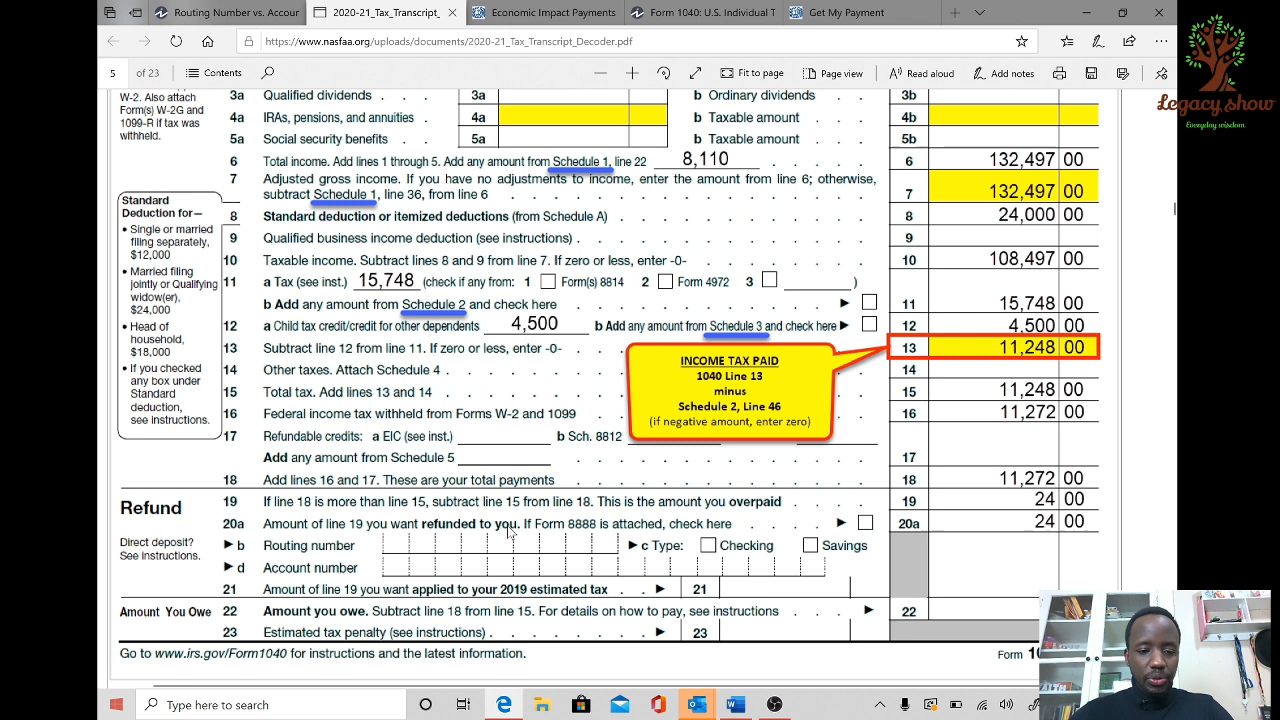 Routing Number vs. Accour
2020-21_Tax_Transcript_
Economic Impact Payments
Form 1040: U.S. Individual T
Get My Payment
https://www.nasfaa.org/uploads/documents/2020-21_Tax_Transcript_Decoder.pdf
5 of 23 Contents Fit to page Page view Read aloud Add notes
Legacy show
Everyday wisdom
W-2. Also attach
Form(s) W-2G and
1099-R if tax was
withheld.
3a Qualified dividends . . . 3a b Ordinary dividends 3b
4a IRAs, pensions, and annuities . 4a b Taxable amount 4b
5a Social security benefits . . 5a b Taxable amount 5b
6 Total income. Add lines 1 through 5. Add any amount from Schedule 1, line 22 8,110 . . . . . 6 132,497 00
7 Adjusted gross income. If you have no adjustments to income, enter the amount from line 6; otherwise,
subtract Schedule 1, line 36, from line 6 . . . . . . . . . . . . . . . 7 132,497 00
Standard
Deduction for—
• Single or married
filing separately,
$12,000
• Married filing
jointly or Qualifying
widow(er),
$24,000
• Head of
household,
$18,000
• If you checked
any box under
Standard
deduction,
see instructions.
8 Standard deduction or itemized deductions (from Schedule A) . . . . . . . . . . 8 24,000 00
9 Qualified business income deduction (see instructions) . . . . . . . . . . . . 9
10 Taxable income. Subtract lines 8 and 9 from line 7. If zero or less, enter -0- . . . . . . . 10 108,497 00
11 a Tax (see inst.) 15,748 (check if any from: 1 Form(s) 8814 2 Form 4972 3 )
b Add any amount from Schedule 2 and check here . . . . . . . . . . . 11 15,748 00
12 a Child tax credit/credit for other dependents 4,500 b Add any amount from Schedule 3 and check here 12 4,500 00
13 Subtract line 12 from line 11. If zero or less, enter -0- . . 13 11,248 00
14 Other taxes. Attach Schedule 4 . . . . . . . 14
15 Total tax. Add lines 13 and 14 . . . . . . . 15 11,248 00
16 Federal income tax withheld from Forms W-2 and 1099 . . . 16 11,272 00
INCOME TAX PAID
1040 Line 13
minus
Schedule 2, Line 46
(if negative amount, enter zero)
17 Refundable credits: a EIC (see inst.) b Sch. 8812
Add any amount from Schedule 5 . . . . . . . . . . . . 17
18 Add lines 16 and 17. These are your total payments . . . . . . . . . . . . 18 11,272 00
Refund
19 If line 18 is more than line 15, subtract line 15 from line 18. This is the amount you overpaid . . . . 19 24 00
20a Amount of line 19 you want refunded to you. If Form 8888 is attached, check here . . . . 20a 24 00
Direct deposit?
See instructions.
b Routing number c Type: Checking Savings
d Account number
21 Amount of line 19 you want applied to your 2019 estimated tax . . 21
Amount You Owe 22 Amount you owe. Subtract line 18 from line 15. For details on how to pay, see instructions . . . 22
23 Estimated tax penalty (see instructions) . . . . . . . . 23
Go to www.irs.gov/Form1040 for instructions and the latest information. Form
Type here to search